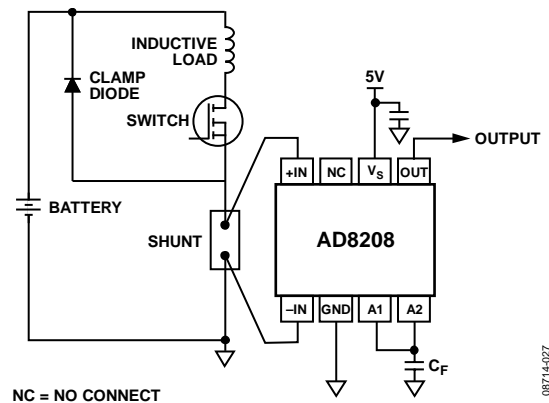 INDUCTIVE
LOAD
CLAMP
DIODE
5V
SWITCH
OUTPUT
+IN NC VS OUT
BATTERY
SHUNT
AD8208
–IN GND A1 A2
CF
NC = NO CONNECT
08714-027